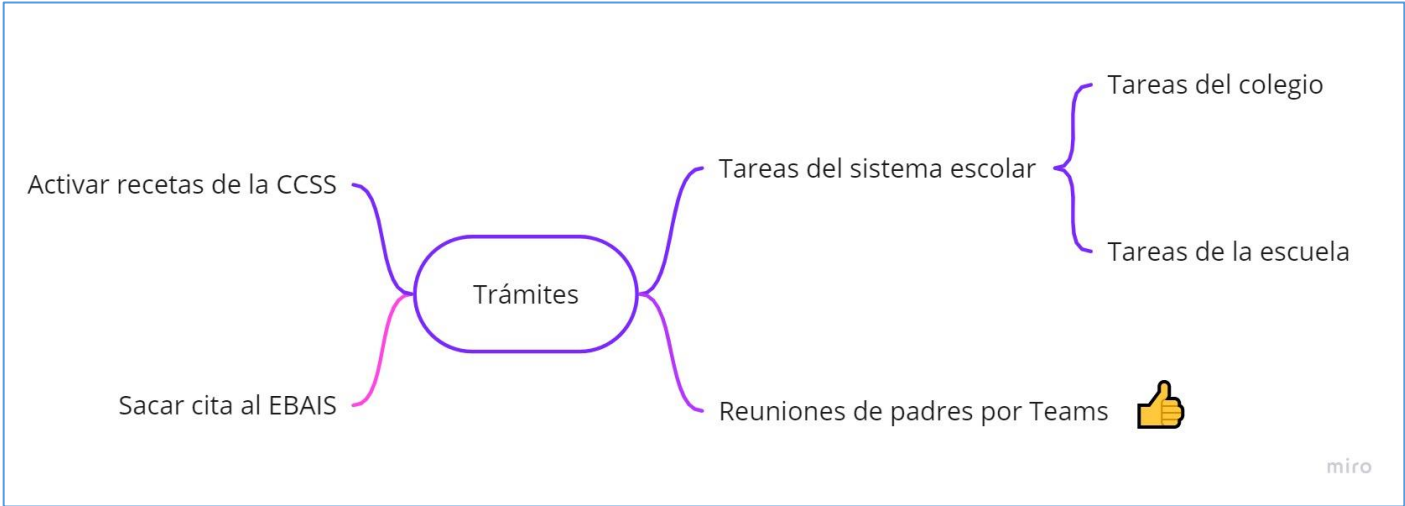 Tareas del colegio
Tareas del sistema escolar
Activar recetas de la CCSS
Tareas de la escuela
Trámites
Sacar cita al EBAIS
Reuniones de padres por Teams
miro